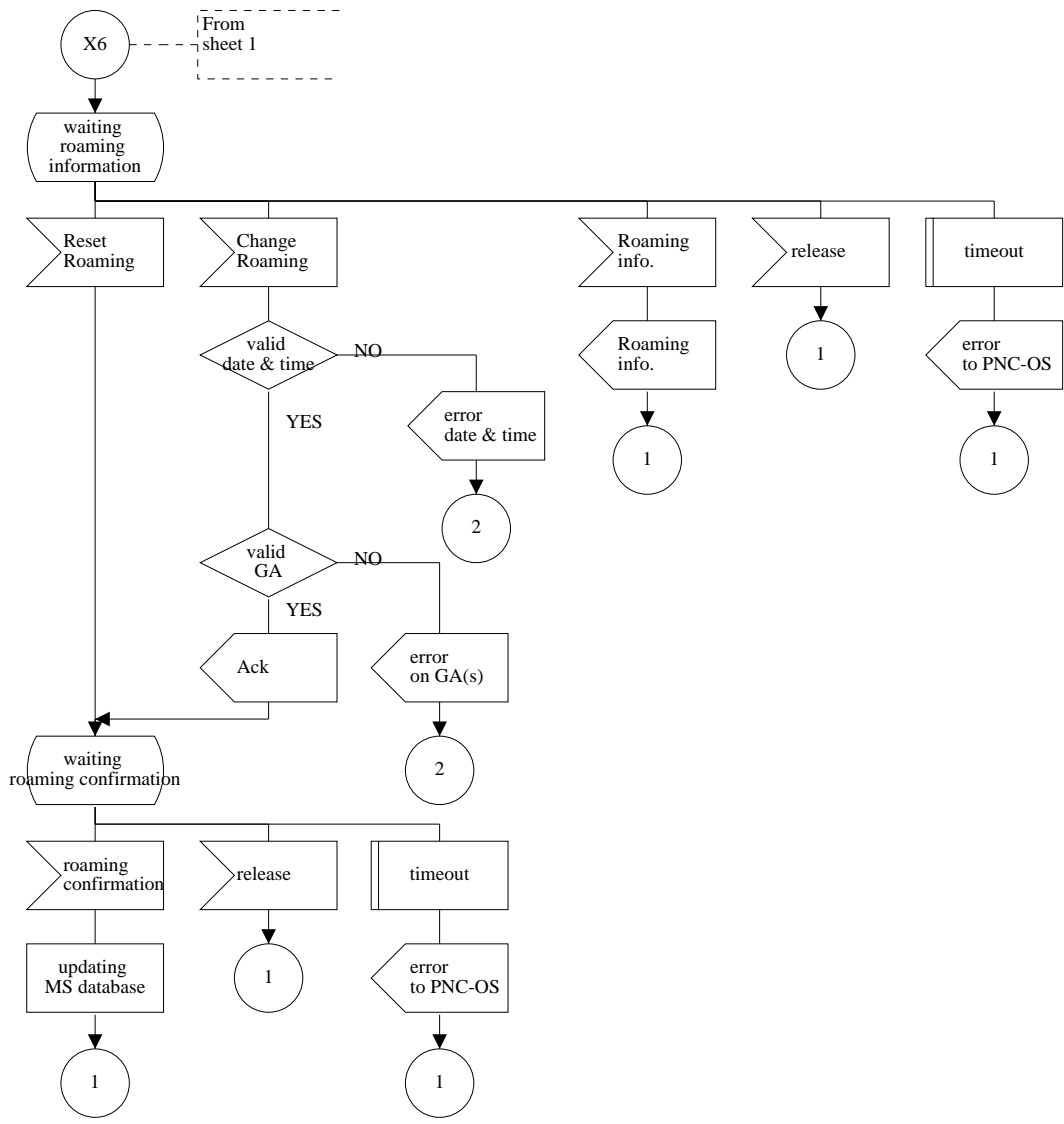 X6
From
sheet 1
waiting
roaming
information
Reset
Roaming
Change
Roaming
Roaming
info.
release
timeout
valid
date & time
NO
YES
error
date & time
2
Roaming
info.
1
1
error
to PNC-OS
1
valid
GA
NO
YES
Ack
error
on GA(s)
2
waiting
roaming confirmation
roaming
confirmation
release
timeout
updating
MS database
1
error
to PNC-OS
1
1